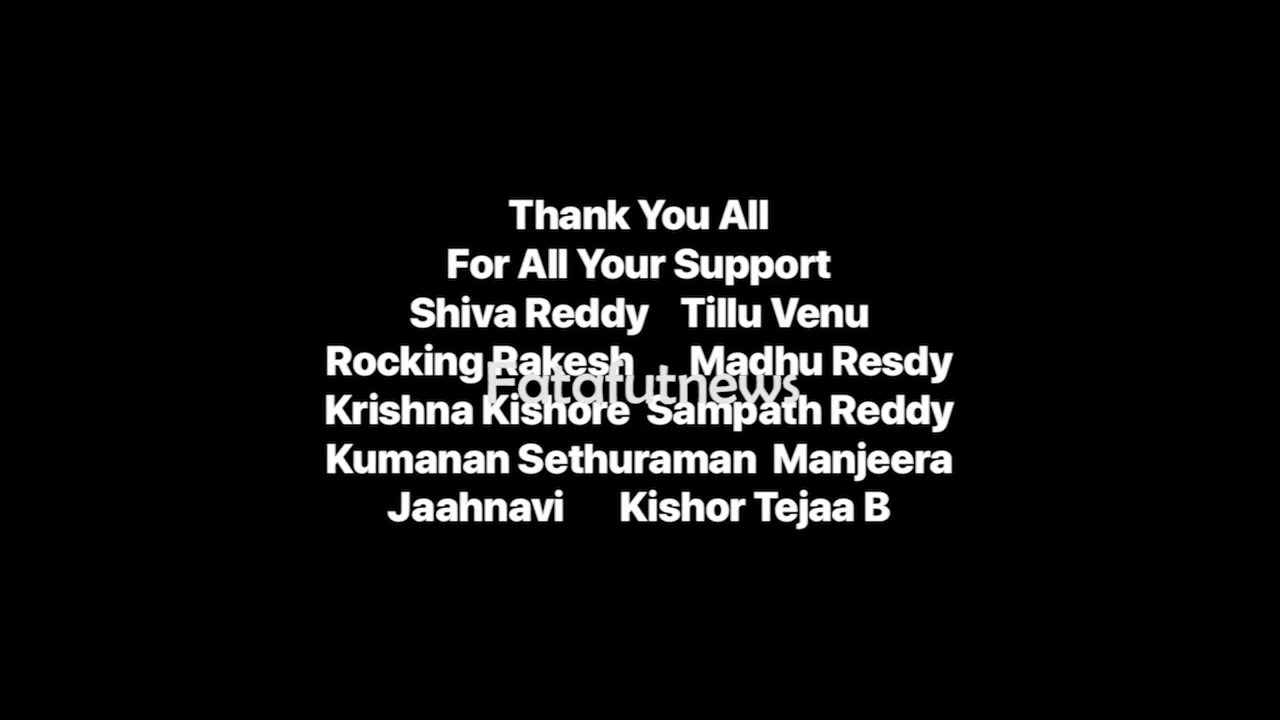 Thank You All
For All Your Support
Shiva Reddy Tillu Venu
Rocking Rakesh Madhu Resdy
Fatafutnews
Krishna Kishore Sampath Reddy
Kumanan Sethuraman Manjeera
Jaahnavi Kishor Tejaa B